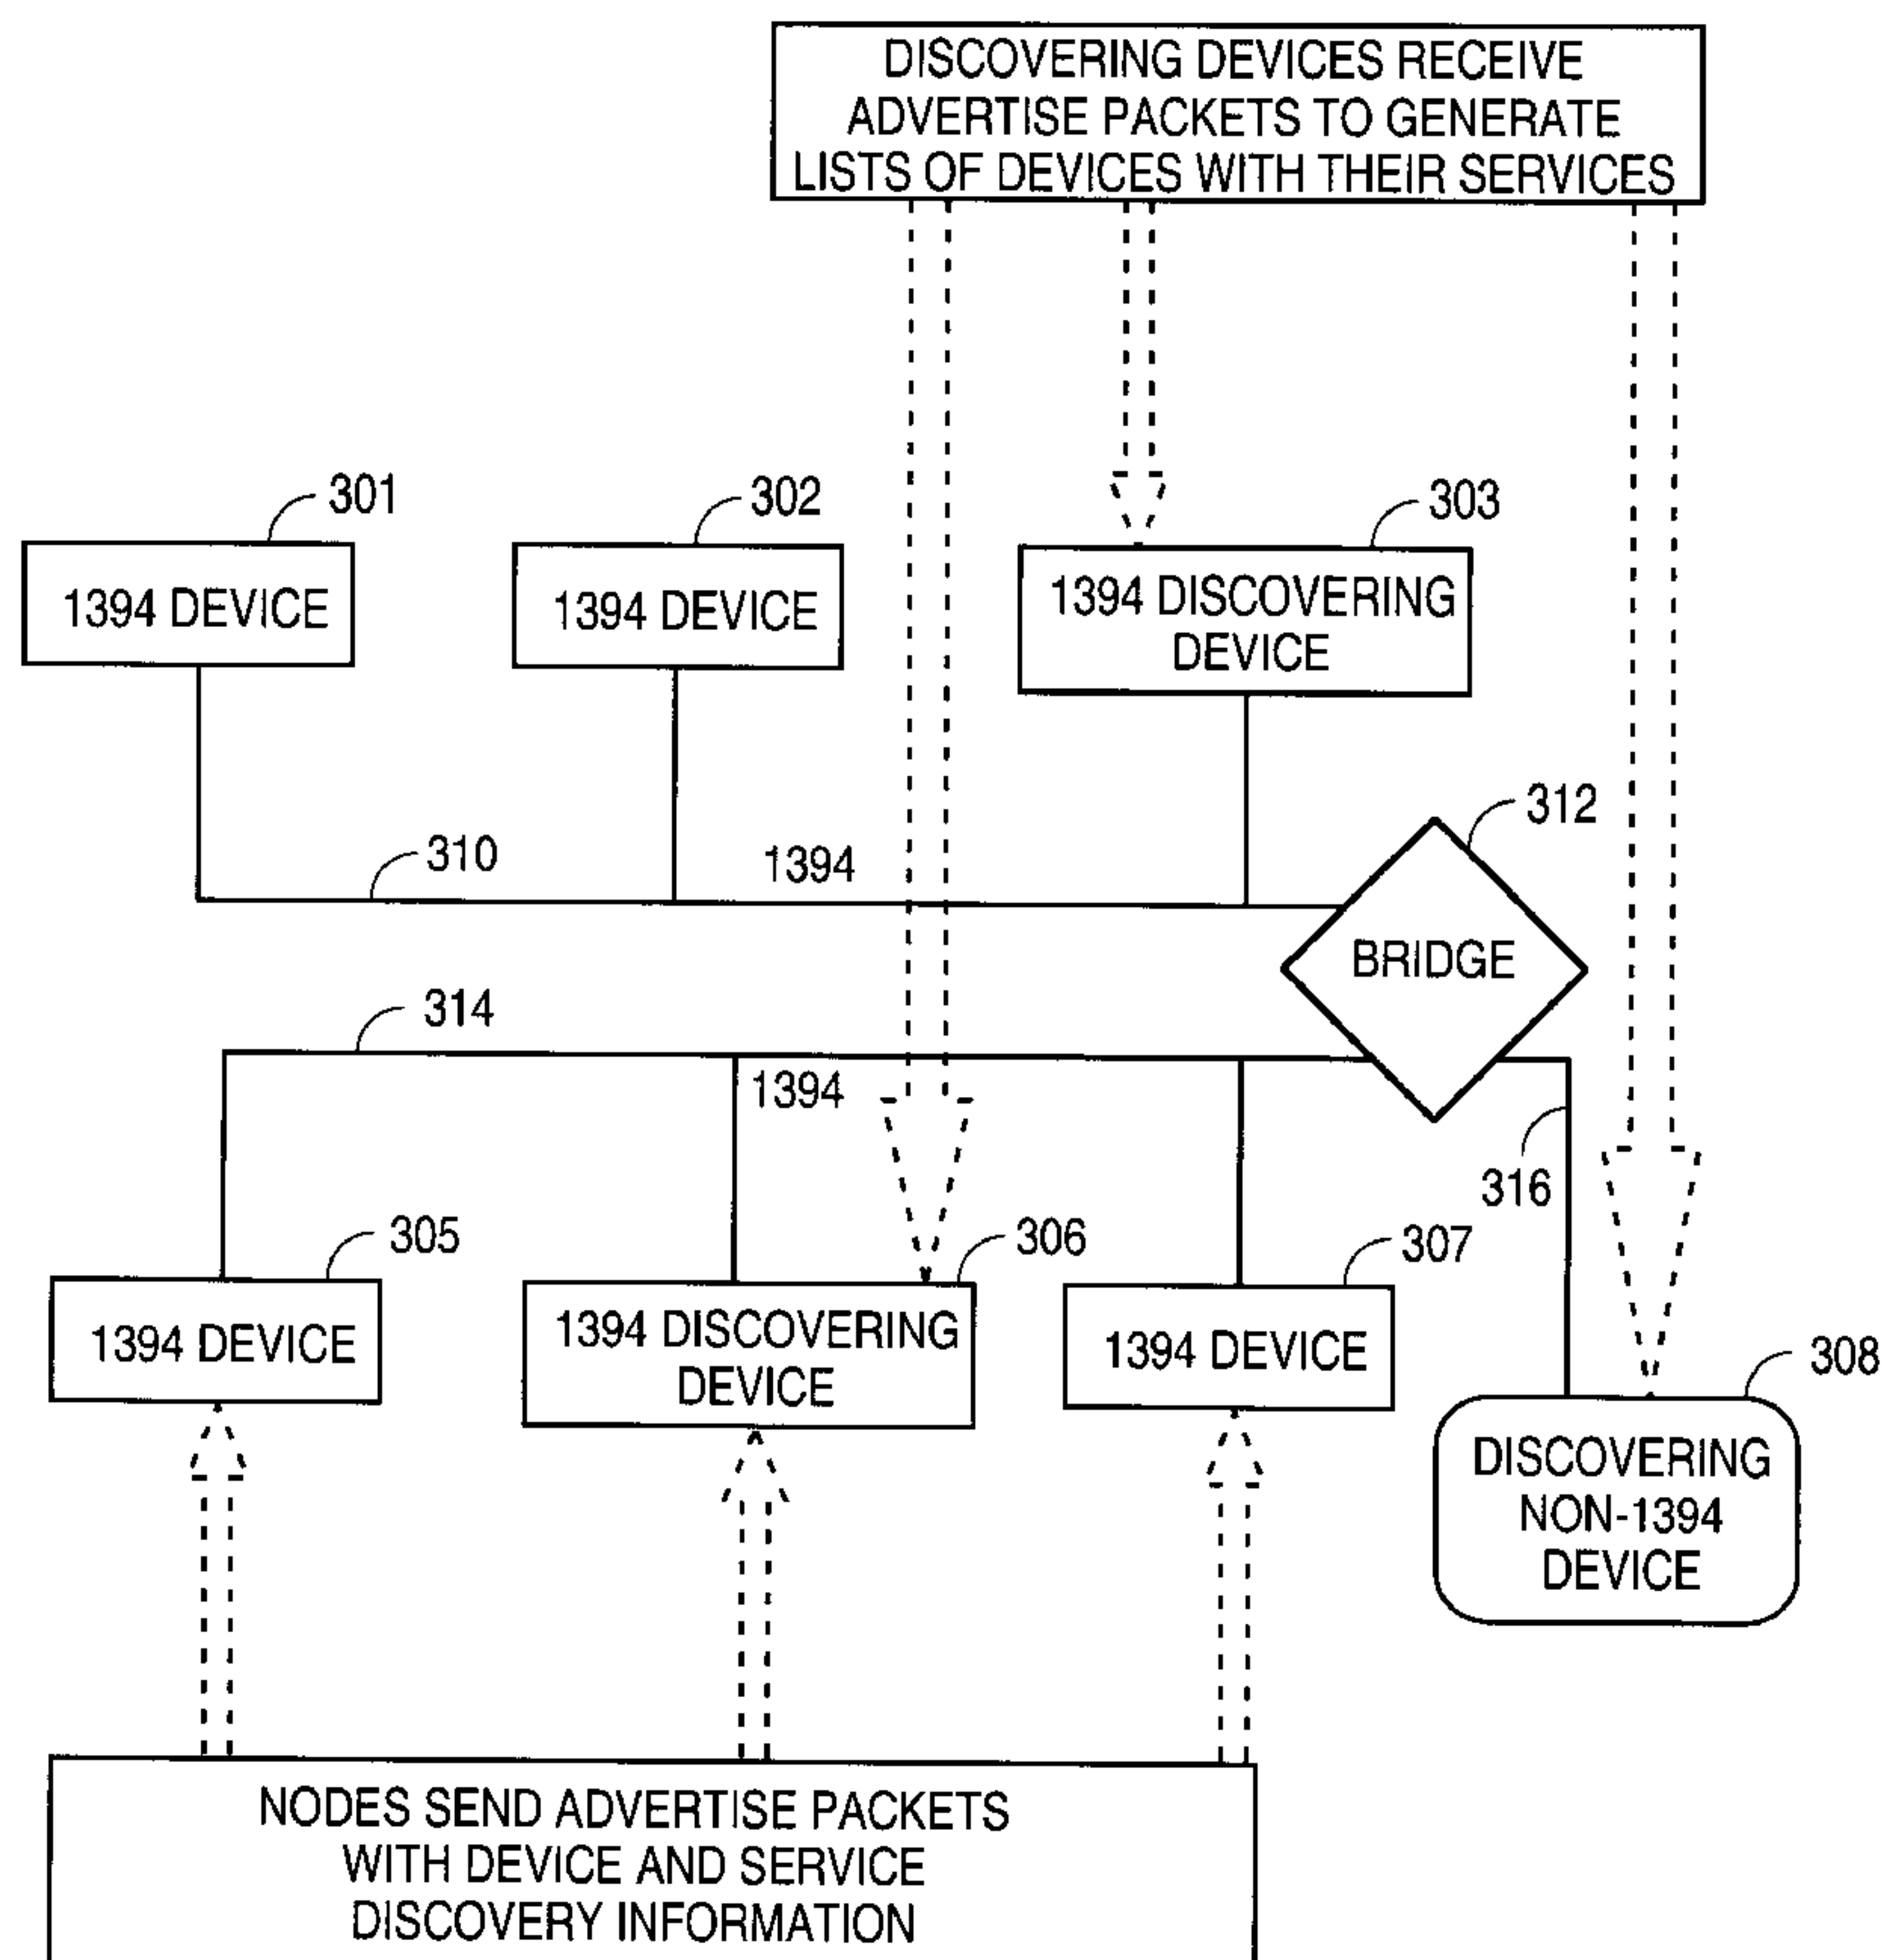 DISCOVERING DEVICES RECEIVE
ADVERTISE PACKETS TO GENERATE
LISTS OF DEVICES WITH THEIR SERVICES
301
302
303
1394 DEVICE
1394 DEVICE
1394 DISCOVERING
DEVICE
312
310
1394
BRIDGE
314
1394
316
305
306
307
1394 DEVICE
1394 DISCOVERING
DEVICE
1394 DEVICE
308
DISCOVERING
NON-1394
DEVICE
NODES SEND ADVERTISE PACKETS
WITH DEVICE AND SERVICE
DISCOVERY INFORMATION